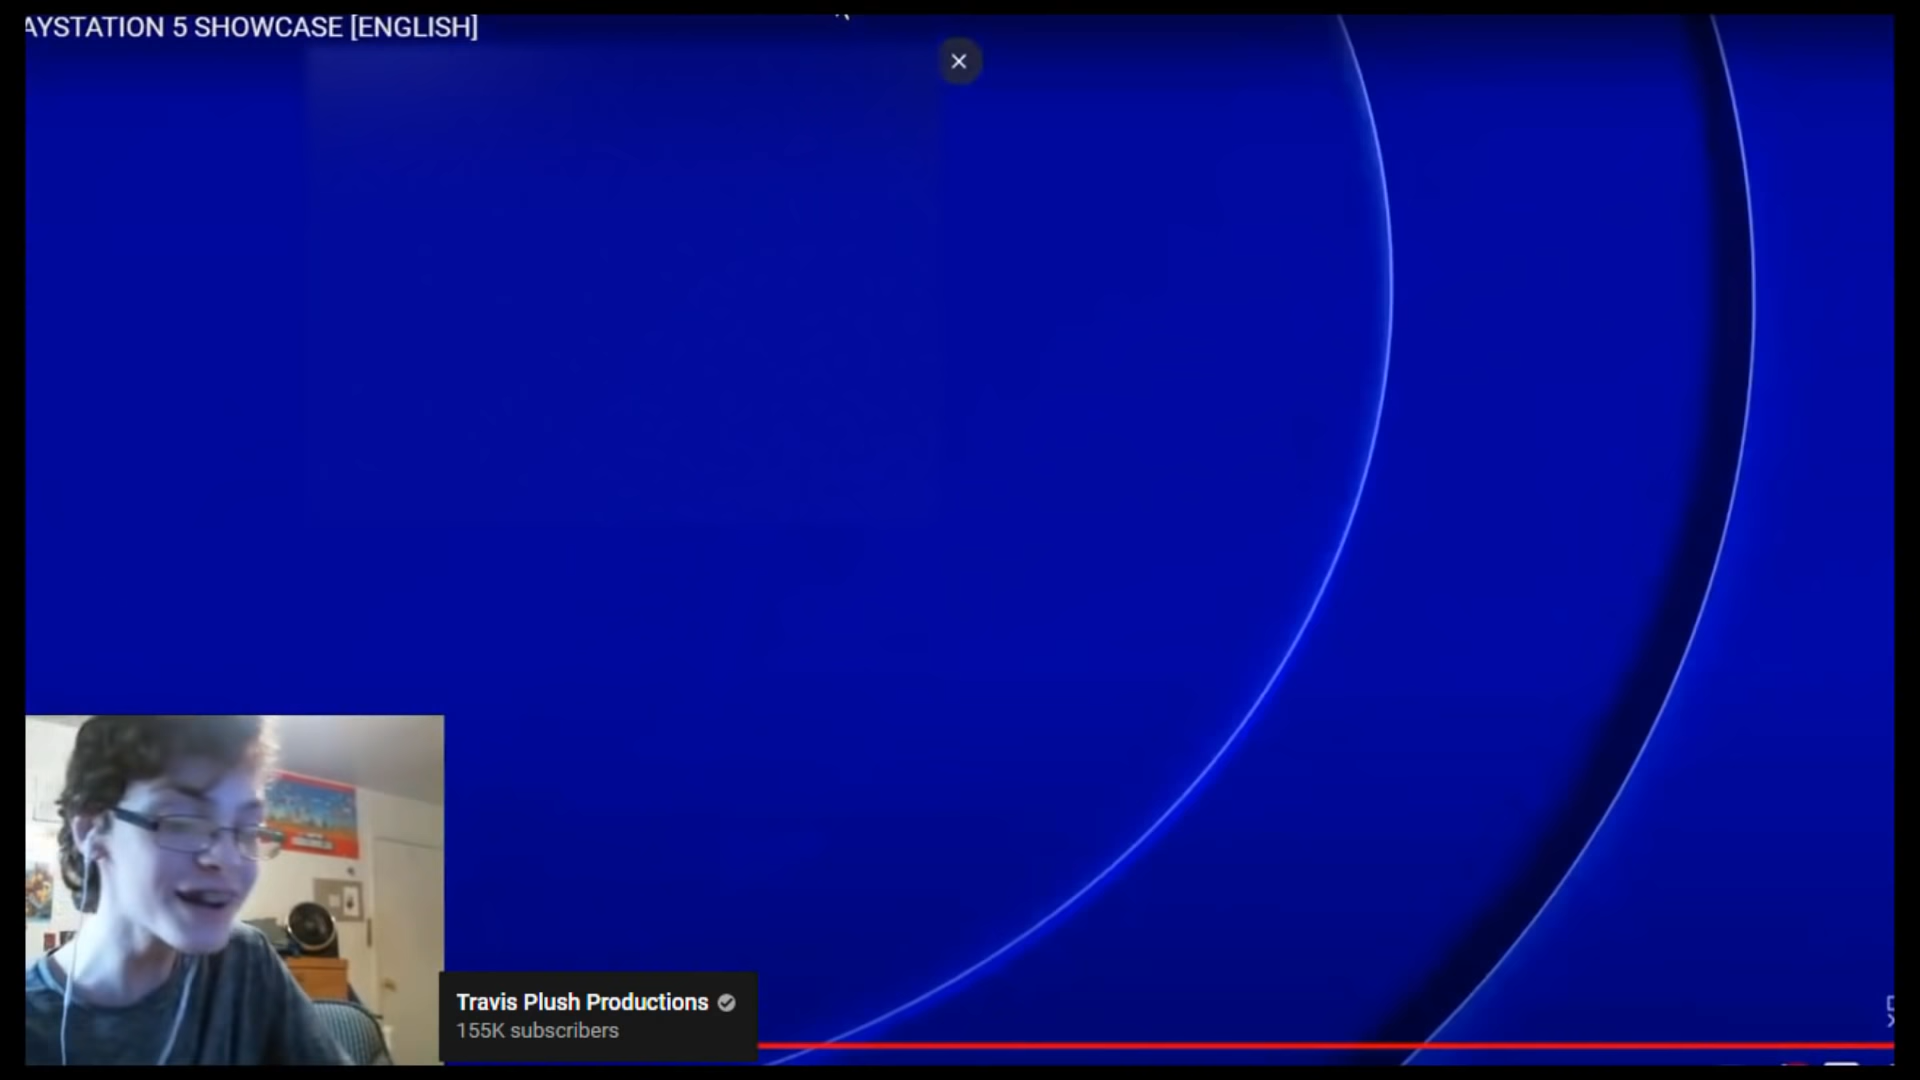 AYSTATION 5 SHOWCASE [ENGLISH]
Travis Plush Productions
155K subscribers